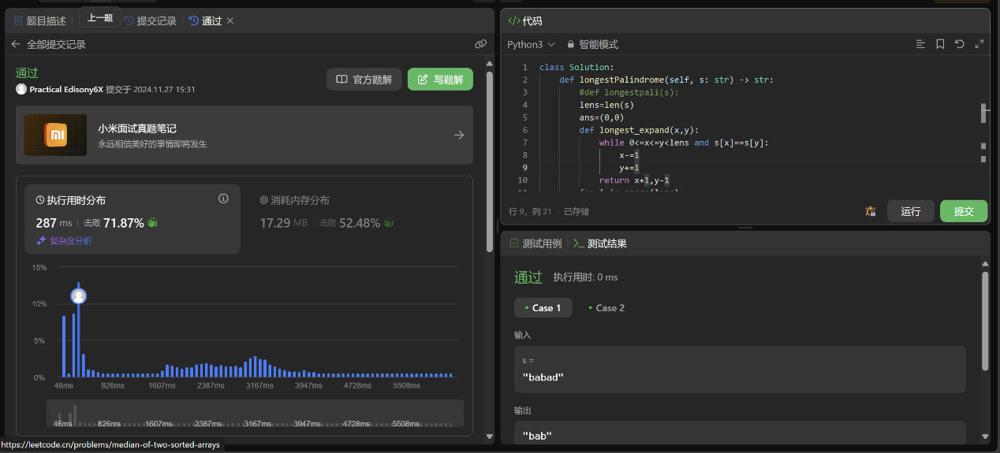 题目描述
上一题
提交记录
通过
全部提交记录
通过
Practical Edisony6X 提交于 2024.11.27 15:31
官方题解
写题解
小米面试真题笔记
永远相信美好的事情即将发生
执行用时分布
287 ms 击败 71.87%
复杂度分析
消耗内存分布
17.29 MB 击败 52.48%
15%
10%
5%
0%
46ms 826ms 1607ms 2387ms 3167ms 3947ms 4728ms 5508ms
46ms 826ms 1607ms 2387ms 3167ms 3947ms 4728ms 5508ms
https://leetcode.cn/problems/median-of-two-sorted-arrays
</> 代码
Python3 智能模式
1 class Solution:
2 def longestPalindrome(self, s: str) -> str:
3 #def longestpali(s):
4 lens=len(s)
5 ans=(0,0)
6 def longest_expand(x,y):
7 while 0<=x<=y<lens and s[x]==s[y]:
8 x-=1
9 y+=1
10 return x+1,y-1
行 9, 列 21 已存储
运行
提交
测试用例
测试结果
通过 执行用时: 0 ms
• Case 1
• Case 2
输入
s =
"babad"
输出
"bab"